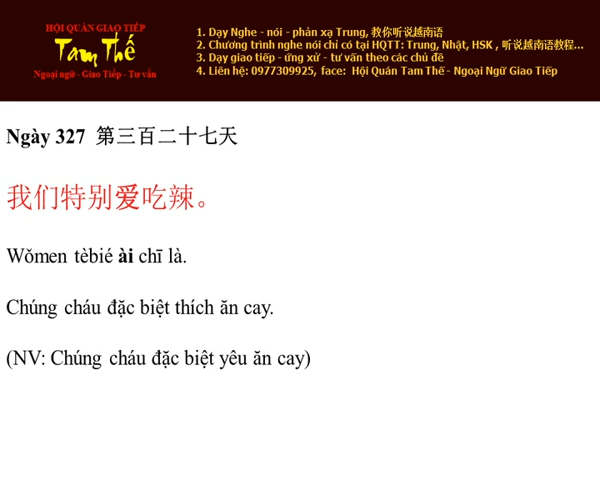 HỘI QUÁN GIAO TIẾP
Tam Thế
Ngoại ngữ - Giao Tiếp - Tư vấn
1. Dạy Nghe - nói - phản xạ Trung, 教你听说越南语
2. Chương trình nghe nói chỉ có tại HQTT: Trung, Nhật, HSK , 听说越南语教程...
3. Dạy giao tiếp - ứng xử - tư vấn theo các chủ đề
4. Liên hệ: 0977309925, face: Hội Quán Tam Thế - Ngoại Ngữ Giao Tiếp
Ngày 327 第三百二十七天
我们特别爱吃辣。
Wǒmen tèbié ài chī là.
Chúng cháu đặc biệt thích ăn cay.
(NV: Chúng cháu đặc biệt yêu ăn cay)